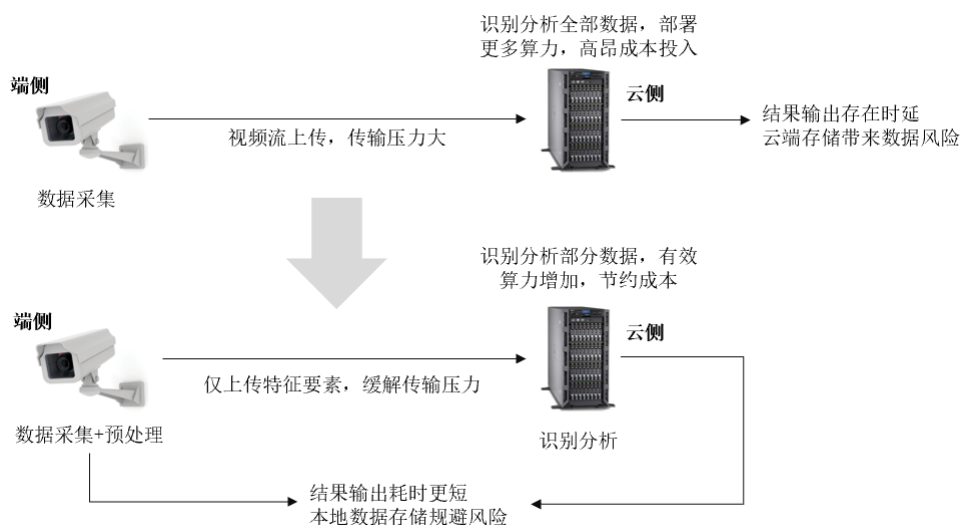 识别分析全部数据，部署
更多算力，高昂成本投入
端侧
云侧
视频流上传，传输压力大
结果输出存在时延
云端存储带来数据风险
数据采集
识别分析部分数据，有效
算力增加，节约成本
端侧
云侧
仅上传特征要素，缓解传输压力
数据采集+预处理
识别分析
结果输出耗时更短
本地数据存储规避风险